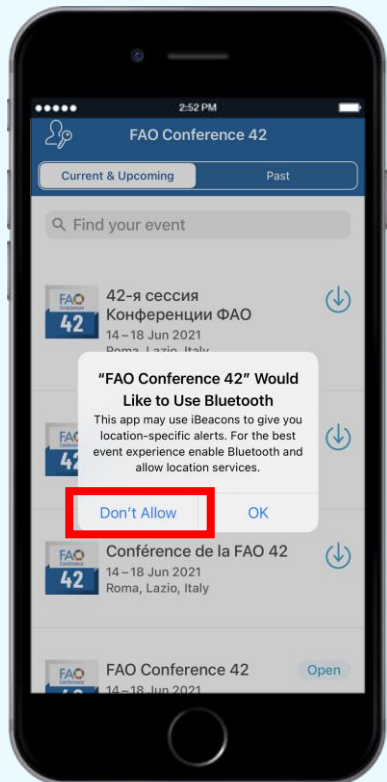 2:52 PM
FAO Conference 42
Current & Upcoming
Past
Find your event
FAO
Conference
42
42-я сессия
Конференции ФАО
14–18 Jun 2021
Roma, Lazio, Italy
"FAO Conference 42" Would
Like to Use Bluetooth
This app may use iBeacons to give you
location-specific alerts. For the best
event experience enable Bluetooth and
allow location services.
Don't Allow
OK
FAO
Conference
42
Conférence de la FAO 42
14–18 Jun 2021
Roma, Lazio, Italy
FAO
Conference
FAO Conference 42
Open
14–18 Jun 2021